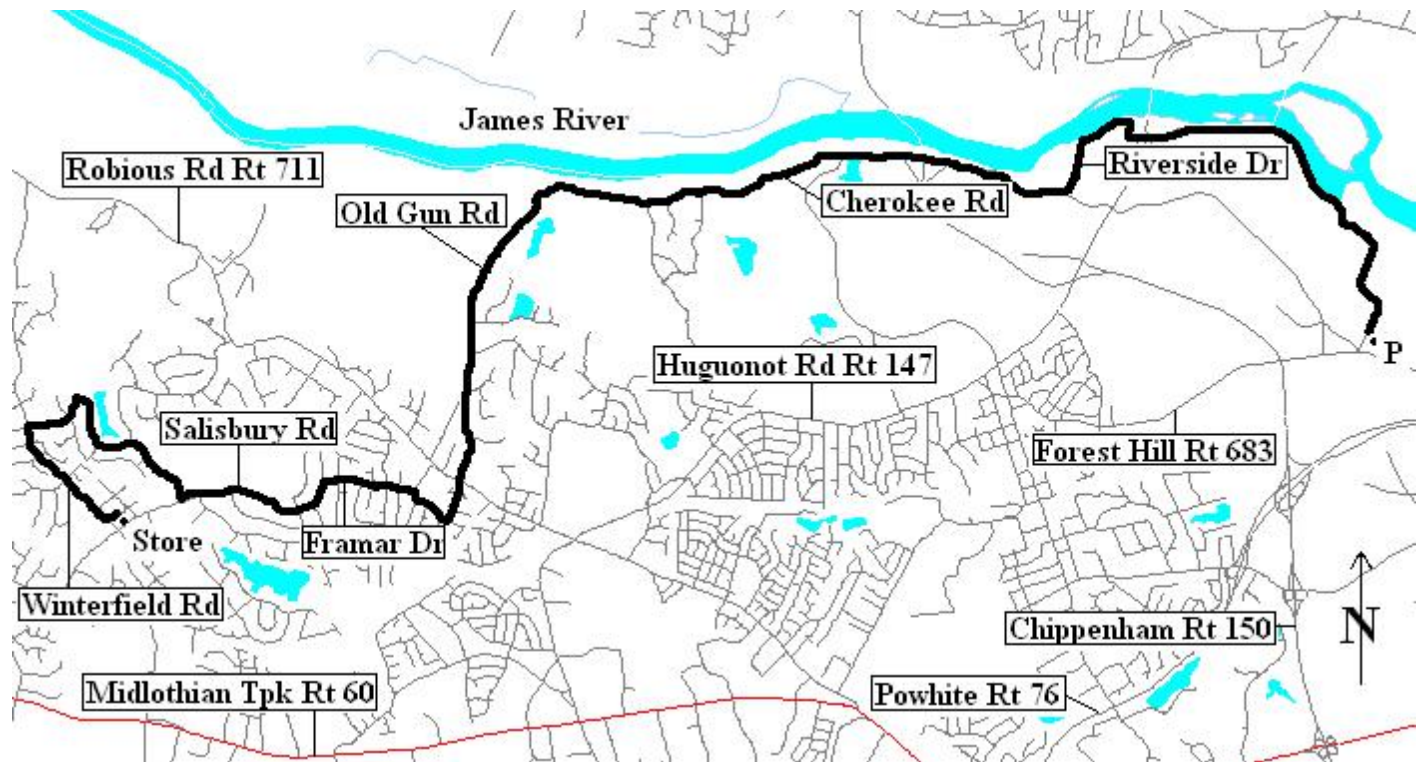 James River
Robious Rd Rt 711
Riverside Dr
Old Gun Rd
Cherokee Rd
P
Huguonot Rd Rt 147
Salisbury Rd
Forest Hill Rt 683
Store
Framar Dr
Winterfield Rd
N
Chippenham Rt 150
Midlothian Tpk Rt 60
Powhite Rt 76